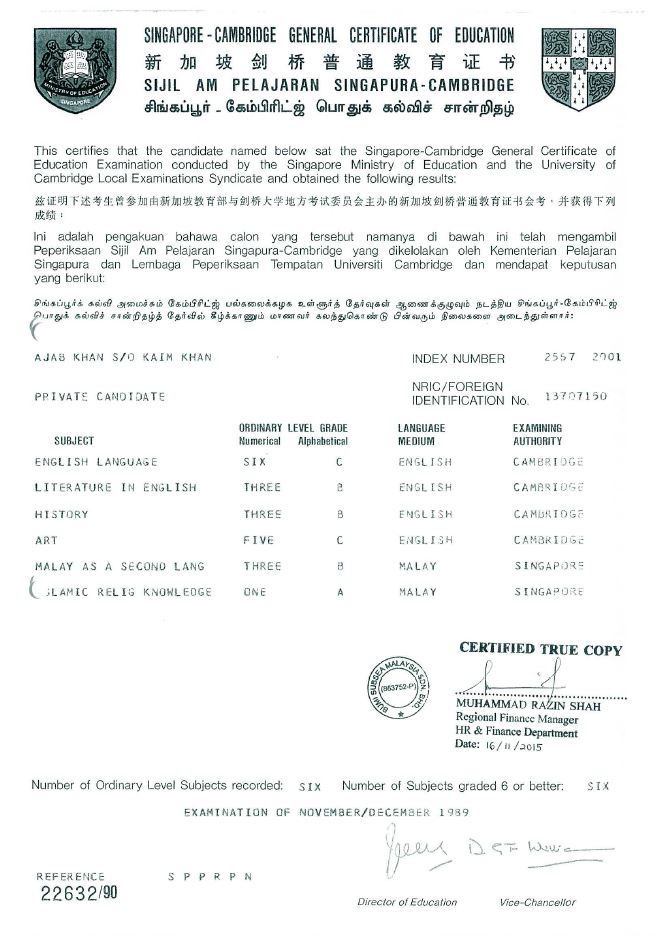 SINGAPORE-CAMBRIDGE GENERAL CERTIFICATE OF EDUCATION
新加坡剑桥普通教育证书
SIJIL AM PELAJARAN SINGAPURA-CAMBRIDGE
சிங்கப்பூர் - கேம்பிரிட்ஜ் பொதுக் கல்விச் சான்றிதழ்
MINISTRY OF EDUCATION
SINGAPORE
This certifies that the candidate named below sat the Singapore-Cambridge General Certificate of
Education Examination conducted by the Singapore Ministry of Education and the University of
Cambridge Local Examinations Syndicate and obtained the following results:
兹证明下述考生曾参加由新加坡教育部与剑桥大学地方考试委员会主办的新加坡剑桥普通教育证书会考，并获得下列
成绩：
Ini adalah pengakuan bahawa calon yang tersebut namanya di bawah ini telah mengambil
Peperiksaan Sijil Am Pelajaran Singapura-Cambridge yang dikelolakan oleh Kementerian Pelajaran
Singapura dan Lembaga Peperiksaan Tempatan Universiti Cambridge dan mendapat keputusan
yang berikut:
சிங்கப்பூர்க் கல்வி அமைச்சும் கேம்பிரிட்ஜ் பல்கலைக்கழக உள்ளூர்த் தேர்வுகள் ஆணைக்குழுவும் நடத்திய சிங்கப்பூர்-கேம்பிரிட்ஜ்
பொதுக் கல்விச் சான்றிதழ்த் தேர்வில் கீழ்க்காணும் மாணவர் கலந்துகொண்டு பின்வரும் நிலைகளை அடைந்துள்ளார்:
AJAB KHAN S/O KAIM KHAN INDEX NUMBER 2567 2001
PRIVATE CANDIDATE NRIC/FOREIGN IDENTIFICATION No. 13707150
SUBJECT ORDINARY LEVEL GRADE Numerical Alphabetical LANGUAGE MEDIUM EXAMINING AUTHORITY
ENGLISH LANGUAGE SIX C ENGLISH CAMBRIDGE
LITERATURE IN ENGLISH THREE B ENGLISH CAMBRIDGE
HISTORY THREE B ENGLISH CAMBRIDGE
ART FIVE C ENGLISH CAMBRIDGE
MALAY AS A SECOND LANG THREE B MALAY SINGAPORE
ISLAMIC RELIG KNOWLEDGE ONE A MALAY SINGAPORE
CERTIFIED TRUE COPY
BUMI SUBSEA MALAYSIA SDN. BHD.
(863752-P)
MUHAMMAD RAZIN SHAH
Regional Finance Manager
HR & Finance Department
Date: 16/11/2015
Number of Ordinary Level Subjects recorded: SIX Number of Subjects graded 6 or better: SIX
EXAMINATION OF NOVEMBER/DECEMBER 1989
REFERENCE S P P R P N
22632/90
Director of Education Vice-Chancellor